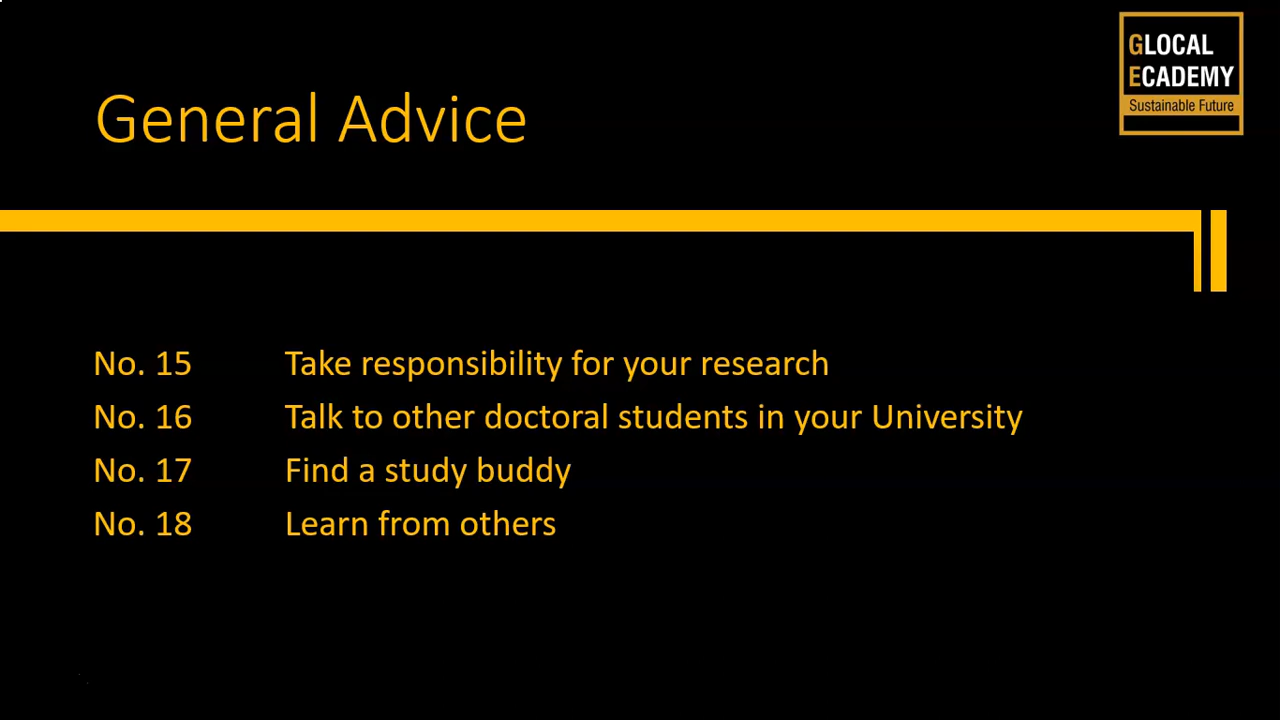 GLOCAL
ECADEMY
Sustainable Future
General Advice
No. 15 Take responsibility for your research
No. 16 Talk to other doctoral students in your University
No. 17 Find a study buddy
No. 18 Learn from others